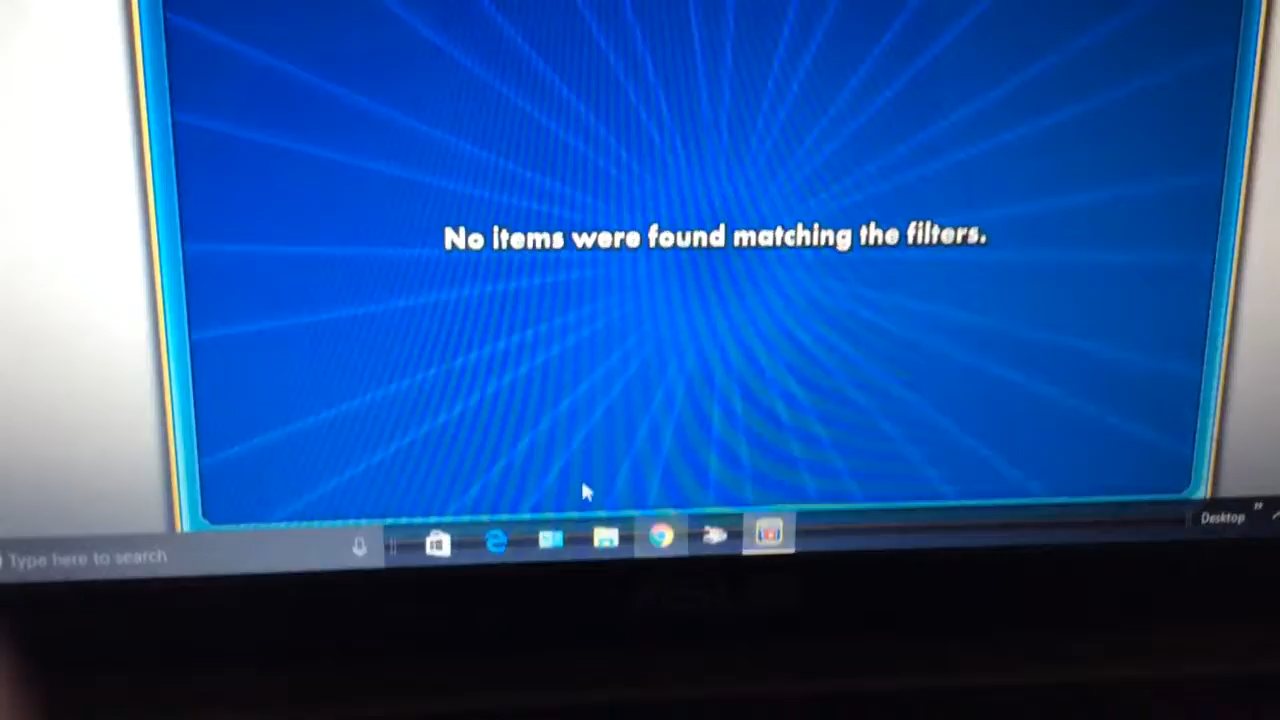 No items were found matching the filters.
Type here to search
Desktop